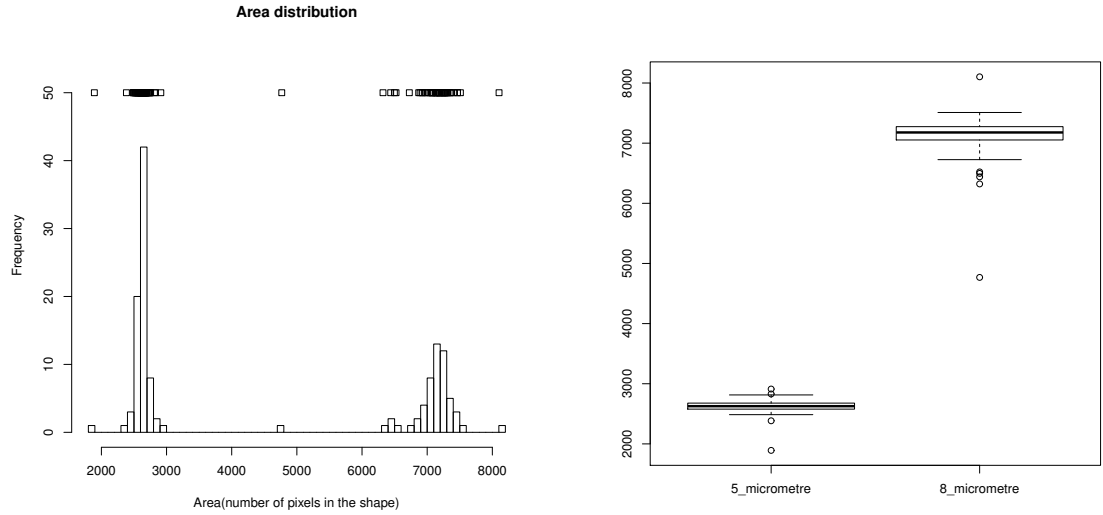 Area distribution
Frequency
50
40
30
20
10
0
2000 3000 4000 5000 6000 7000 8000
Area(number of pixels in the shape)
8000
7000
6000
5000
4000
3000
2000
5_micrometre 8_micrometre